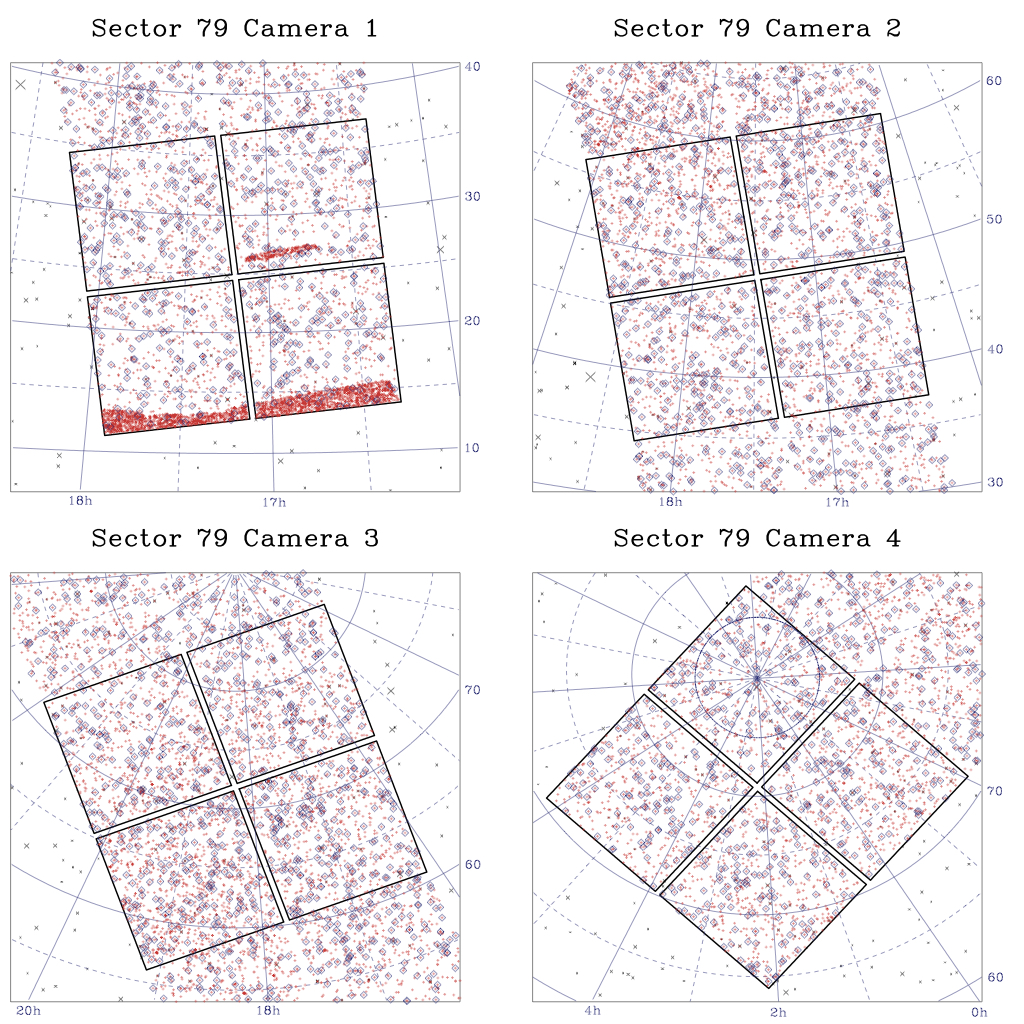 Sector 79 Camera 1
Sector 79 Camera 2
40
30
20
10
18h
17h
60
50
40
30
18h
17h
Sector 79 Camera 3
Sector 79 Camera 4
70
60
20h
18h
70
60
4h
2h
0h